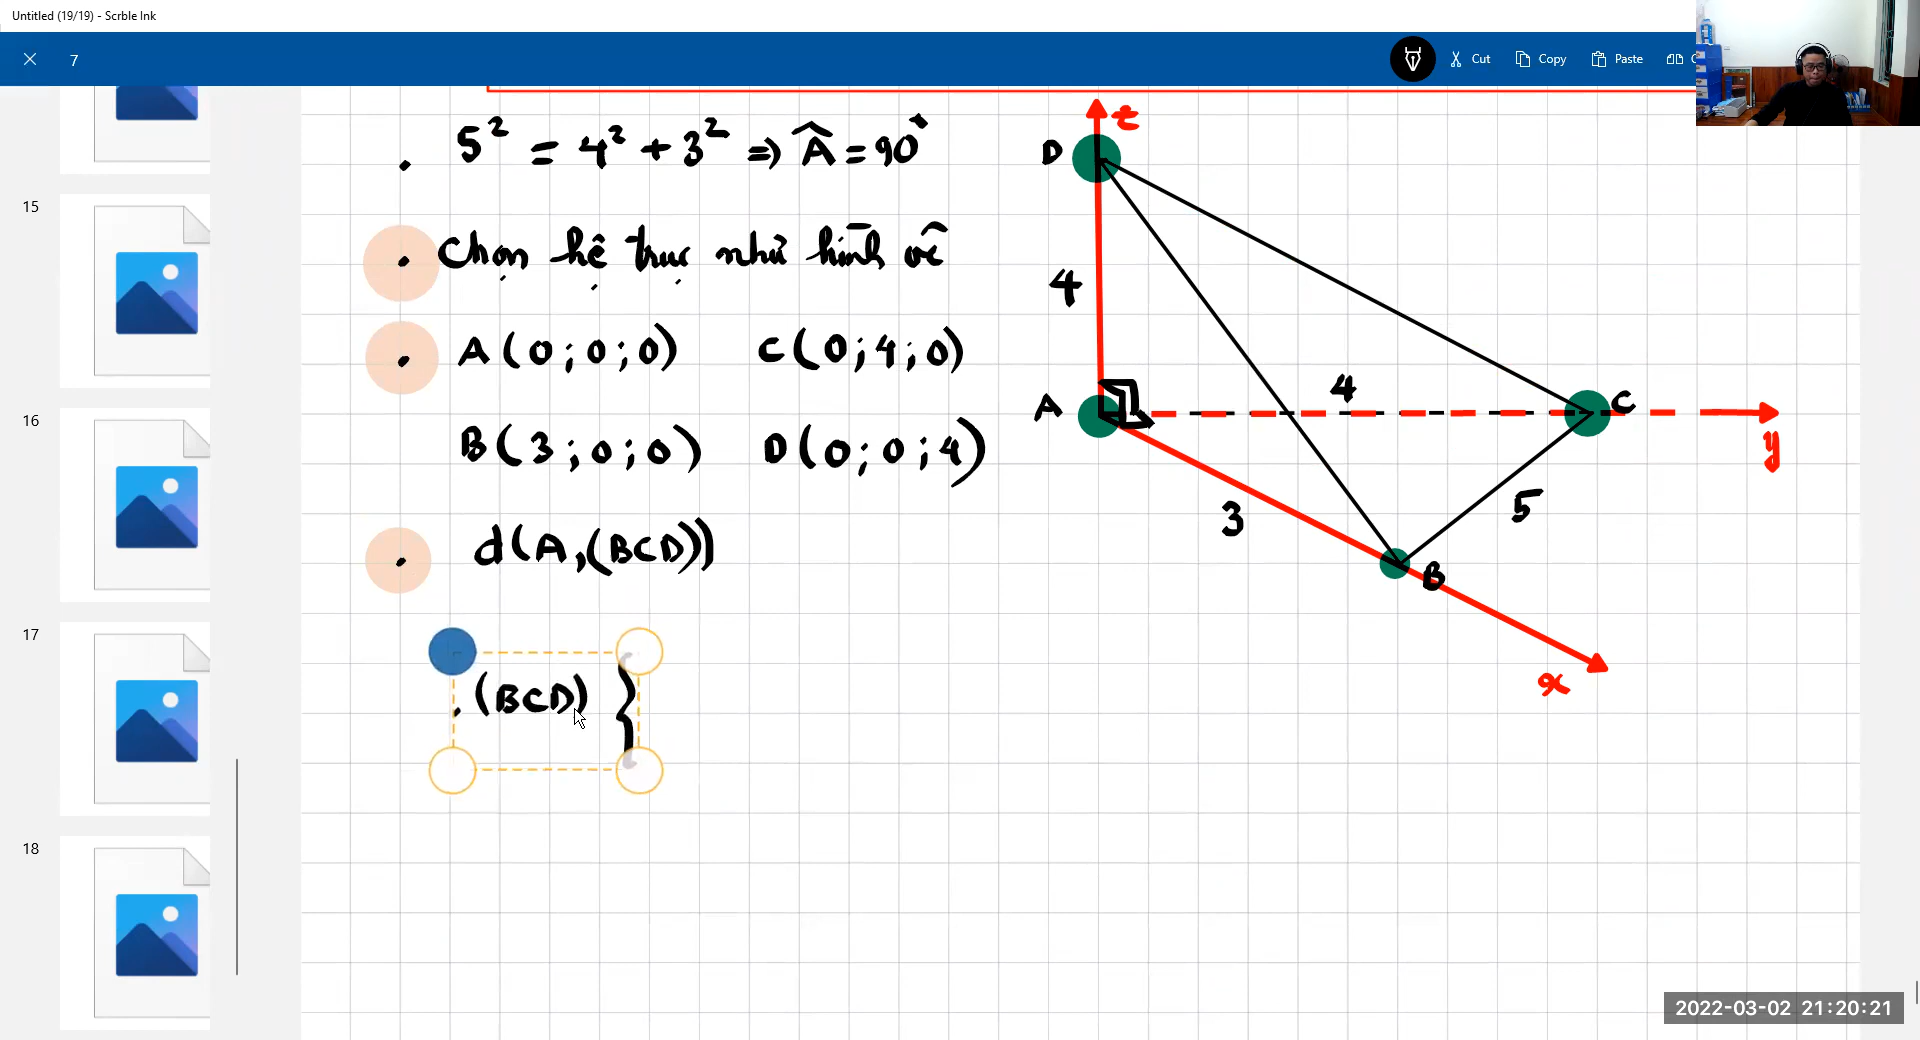 Untitled (19/19) - Scrble Ink
7
Cut
Copy
Paste
15
16
17
18
5² = 4² + 3² ⇒ Â = 90°
Chọn hệ trục như hình vẽ
A(0;0;0) C(0;4;0)
B(3;0;0) D(0;0;4)
d(A,(BCD))
.(BCD) }
z
D
4
A
4
C
y
3
5
B
x
2022-03-02 21:20:21